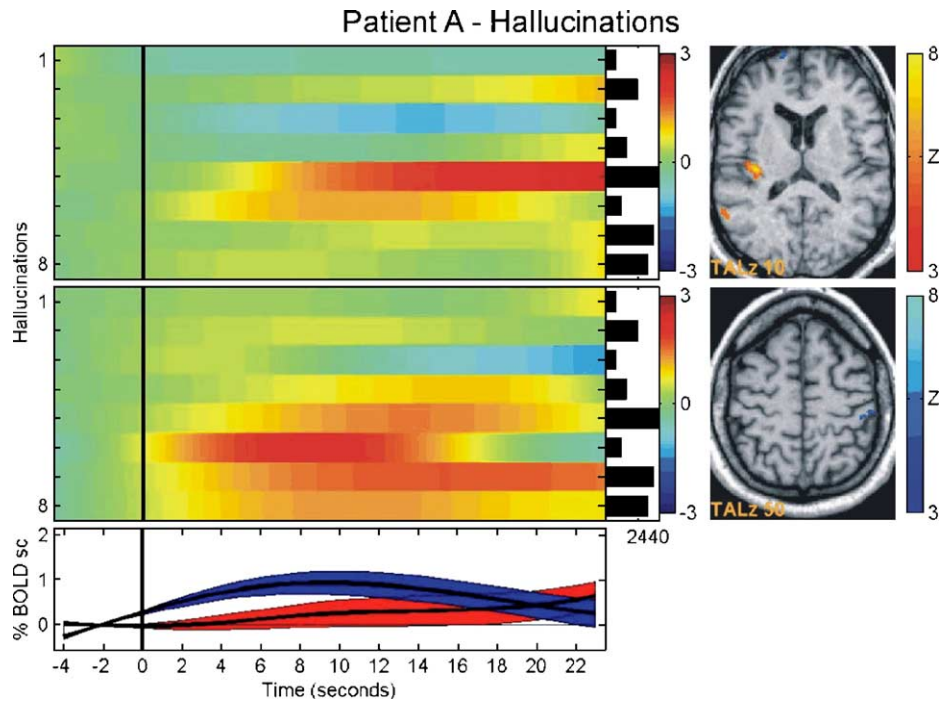 Patient A - Hallucinations
Hallucinations
1
8
3
0
-3
TALz 10
8
Z
3
1
8
3
0
-3
2440
TALz 50
8
Z
3
% BOLD sc
2
1
0
-4 -2 0 2 4 6 8 10 12 14 16 18 20 22
Time (seconds)